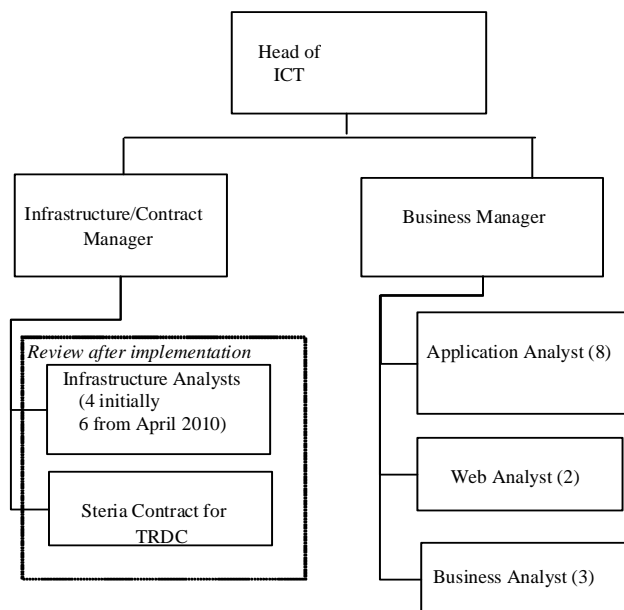 Head of
ICT
Infrastructure/Contract
Manager
Business Manager
Review after implementation
Infrastructure Analysts
(4 initially
6 from April 2010)
Steria Contract for
TRDC
Application Analyst (8)
Web Analyst (2)
Business Analyst (3)